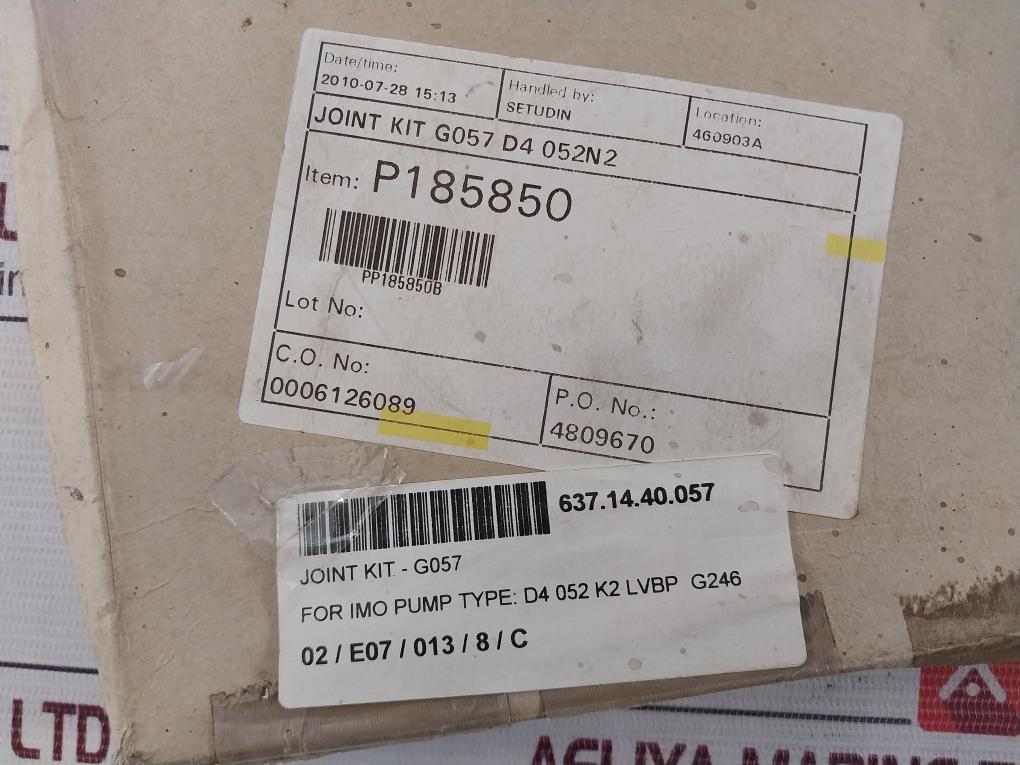 Date/time:
2010-07-28 15:13
Handled by:
SETUDIN
Location:
460903A
JOINT KIT G057 D4 052N2
Item: P185850
PP185850B
Lot No:
C.O. No:
0006126089
P.O. No.:
4809670
637.14.40.057
JOINT KIT - G057
FOR IMO PUMP TYPE: D4 052 K2 LVBP G246
02 / E07 / 013 / 8 / C
LTD